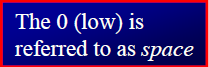 The 0 (low) is
referred to as space